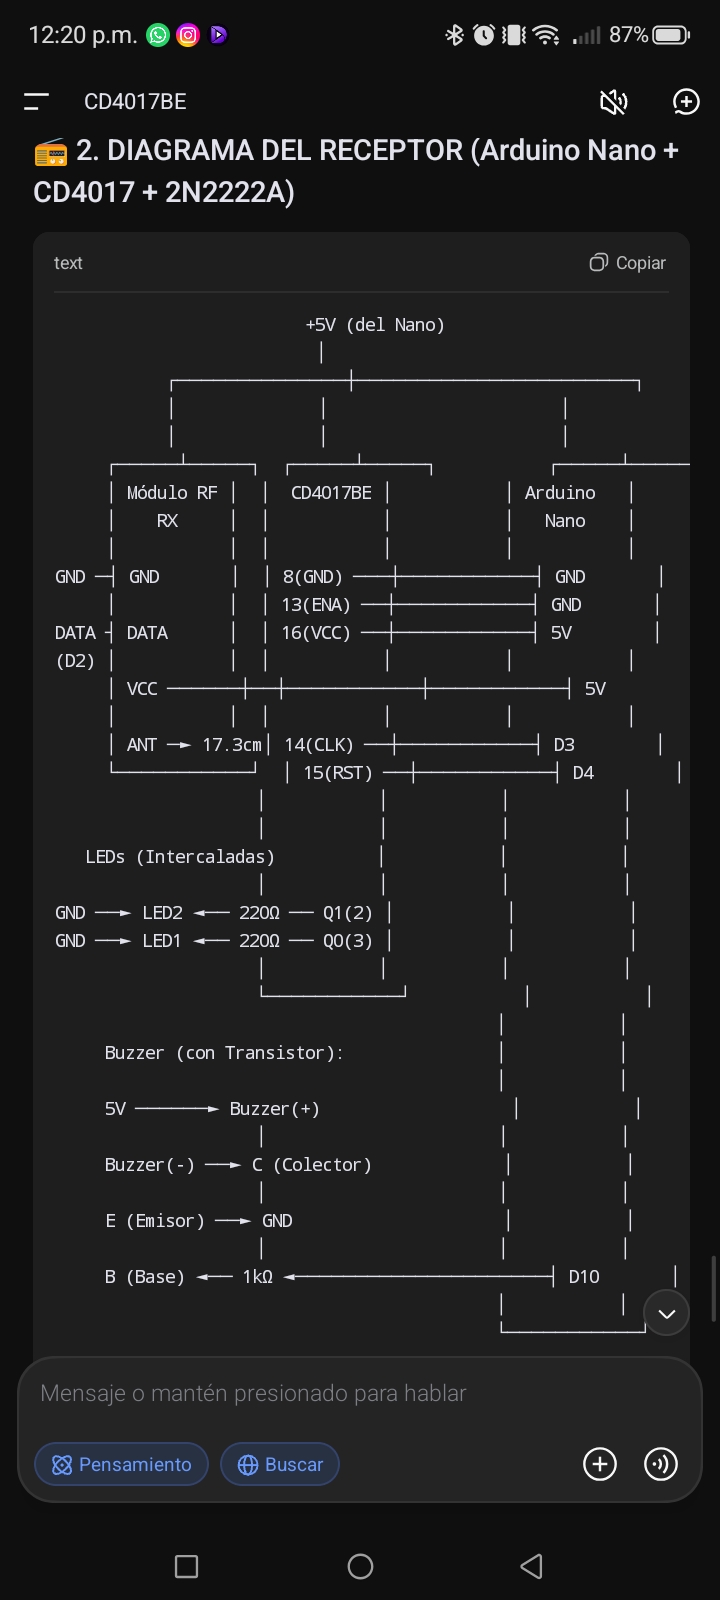 12:20 p.m. 87%
CD4017BE
📻 2. DIAGRAMA DEL RECEPTOR (Arduino Nano +
CD4017 + 2N2222A)
text Copiar
+5V (del Nano)
Módulo RF CD4017BE Arduino
RX Nano
GND GND 8(GND) GND
13(ENA) GND
DATA DATA 16(VCC) 5V
(D2)
VCC 5V
ANT → 17.3cm 14(CLK) D3
15(RST) D4
LEDs (Intercaladas)
GND ──► LED2 ◄── 220Ω ── Q1(2)
GND ──► LED1 ◄── 220Ω ── Q0(3)
Buzzer (con Transistor):
5V ──────► Buzzer(+)
Buzzer(-) ──► C (Colector)
E (Emisor) ──► GND
B (Base) ◄── 1kΩ ◄── D10
Mensaje o mantén presionado para hablar
Pensamiento Buscar